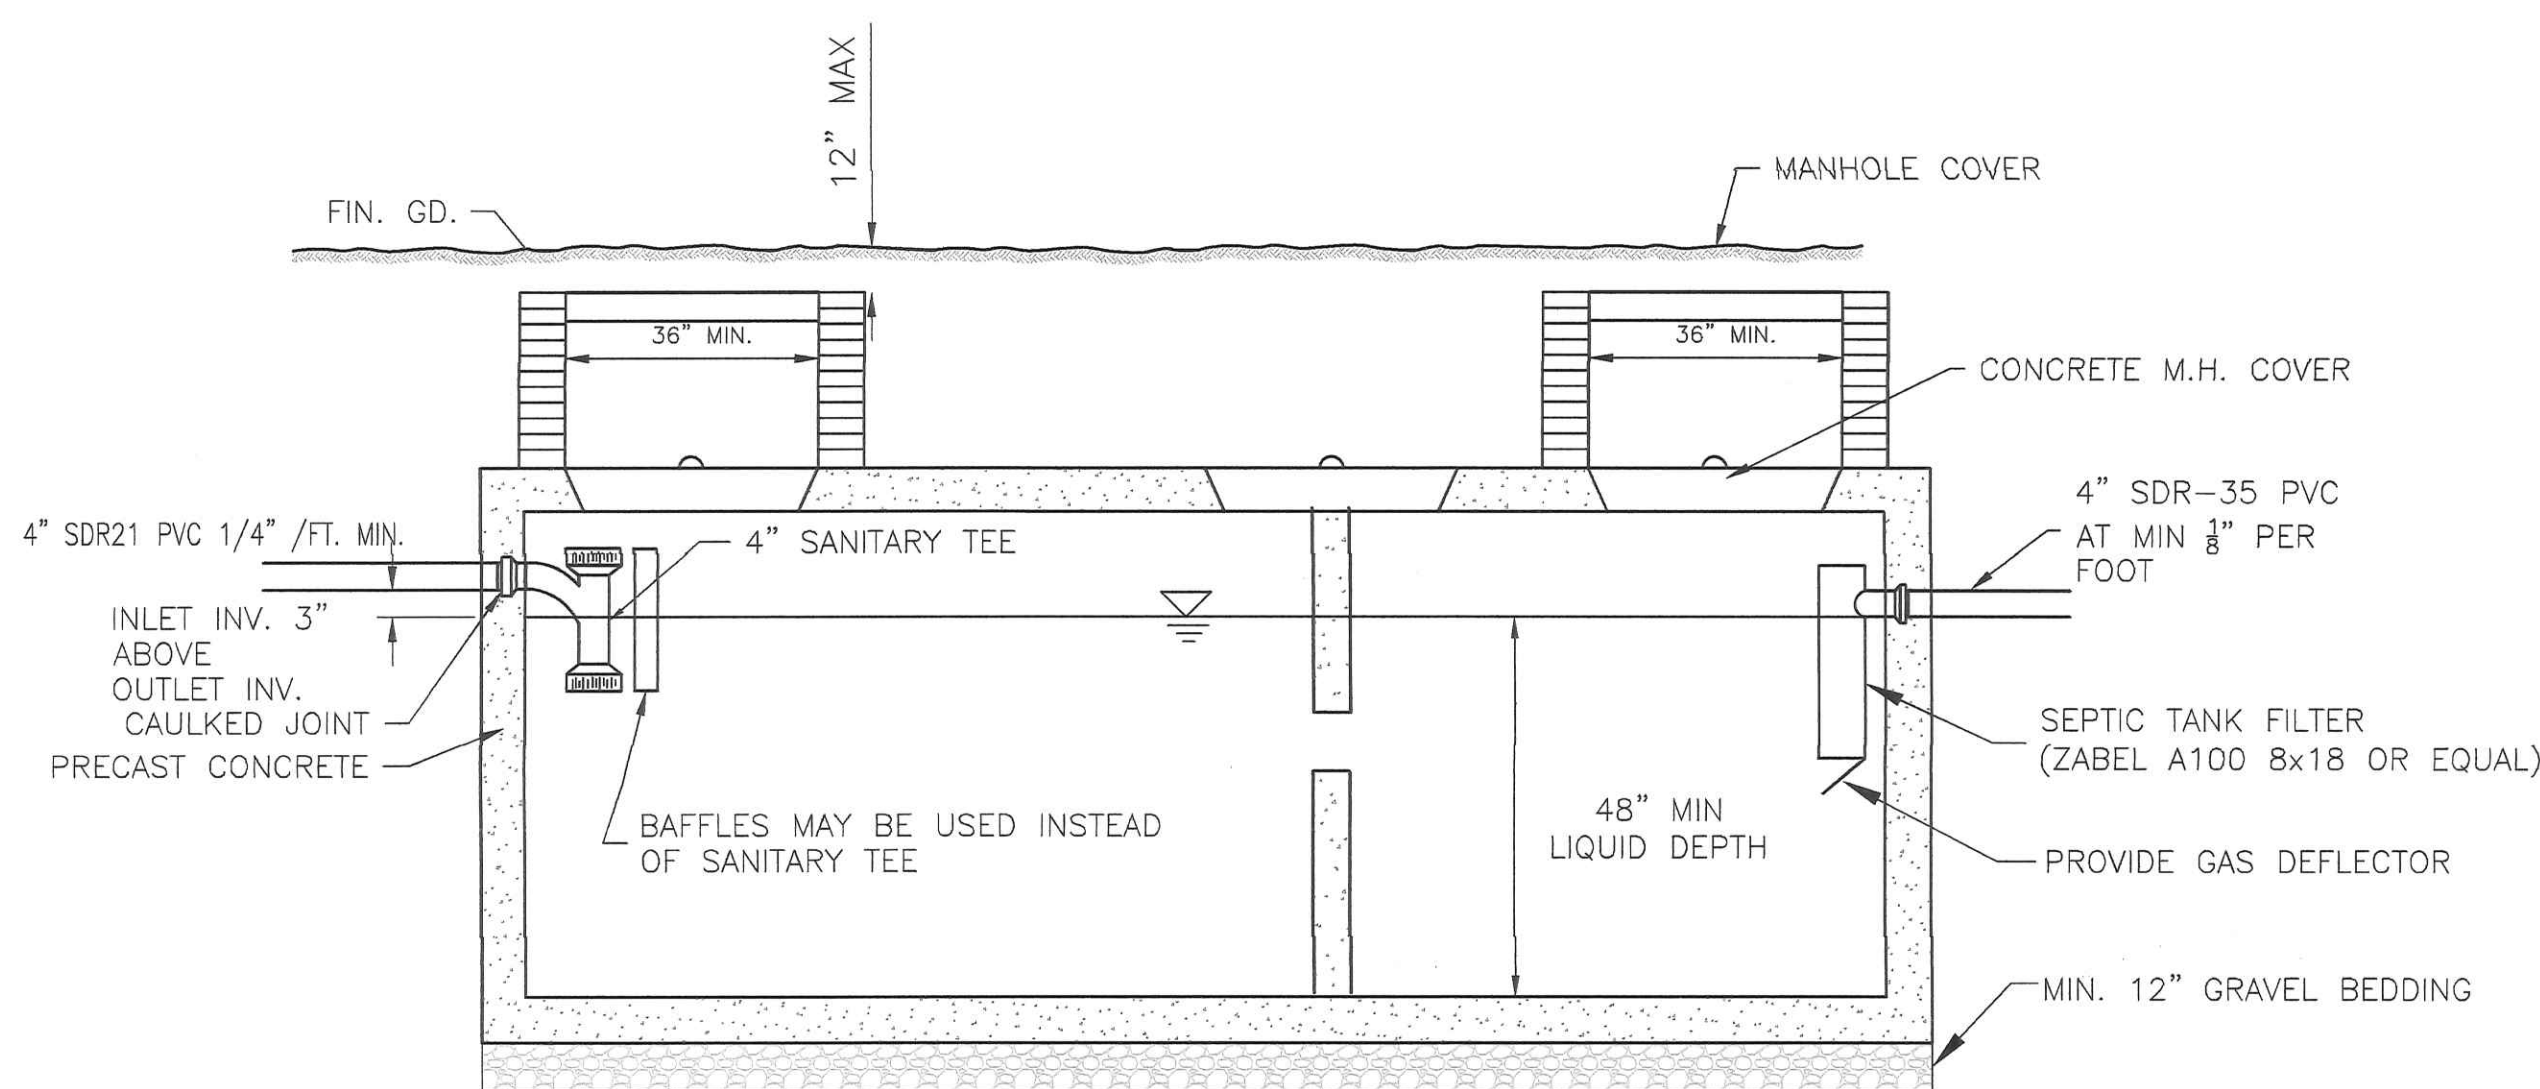 12” MAX
MANHOLE COVER
FIN. GD.
36” MIN.
36” MIN.
CONCRETE M.H. COVER
4” SDR-35 PVC
AT MIN ⅛” PER
FOOT
4” SDR21 PVC 1/4” /FT. MIN.
4” SANITARY TEE
INLET INV. 3”
ABOVE
OUTLET INV.
CAULKED JOINT
PRECAST CONCRETE
SEPTIC TANK FILTER
(ZABEL A100 8x18 OR EQUAL)
BAFFLES MAY BE USED INSTEAD
OF SANITARY TEE
48” MIN
LIQUID DEPTH
PROVIDE GAS DEFLECTOR
MIN. 12” GRAVEL BEDDING